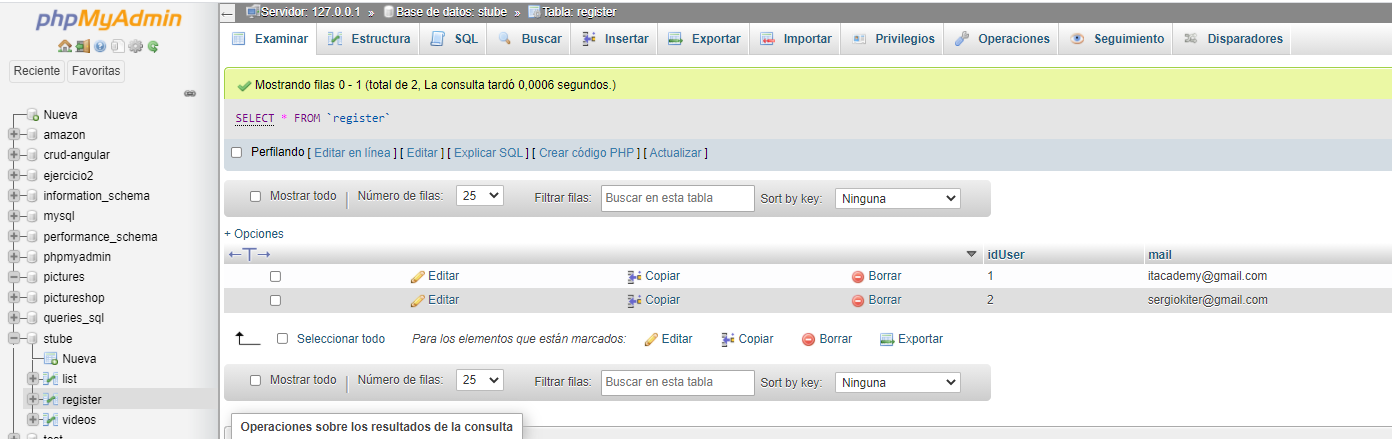 phpMyAdmin
Reciente Favoritas
Nueva
amazon
crud-angular
ejercicio2
information_schema
mysql
performance_schema
phpmyadmin
pictures
pictureshop
queries_sql
stube
Nueva
list
register
videos
test
Servidor: 127.0.0.1 » Base de datos: stube » Tabla: register
Examinar Estructura SQL Buscar Insertar Exportar Importar Privilegios Operaciones Seguimiento Disparadores
Mostrando filas 0 - 1 (total de 2, La consulta tardó 0,0006 segundos.)
SELECT * FROM `register`
Perfilando [ Editar en línea ] [ Editar ] [ Explicar SQL ] [ Crear código PHP ] [ Actualizar ]
Mostrar todo Número de filas: 25 Filtrar filas: Buscar en esta tabla Sort by key: Ninguna
+ Opciones
←T→ idUser mail
Editar Copiar Borrar 1 itacademy@gmail.com
Editar Copiar Borrar 2 sergiokiter@gmail.com
Seleccionar todo Para los elementos que están marcados: Editar Copiar Borrar Exportar
Mostrar todo Número de filas: 25 Filtrar filas: Buscar en esta tabla Sort by key: Ninguna
Operaciones sobre los resultados de la consulta